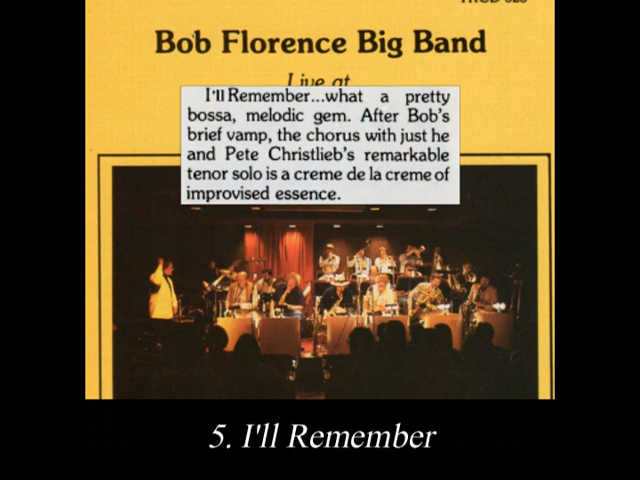 Bob Florence Big Band
Live at
I'll Remember...what a pretty
bossa, melodic gem. After Bob's
brief vamp, the chorus with just he
and Pete Christlieb's remarkable
tenor solo is a creme de la creme of
improvised essence.
5. I'll Remember